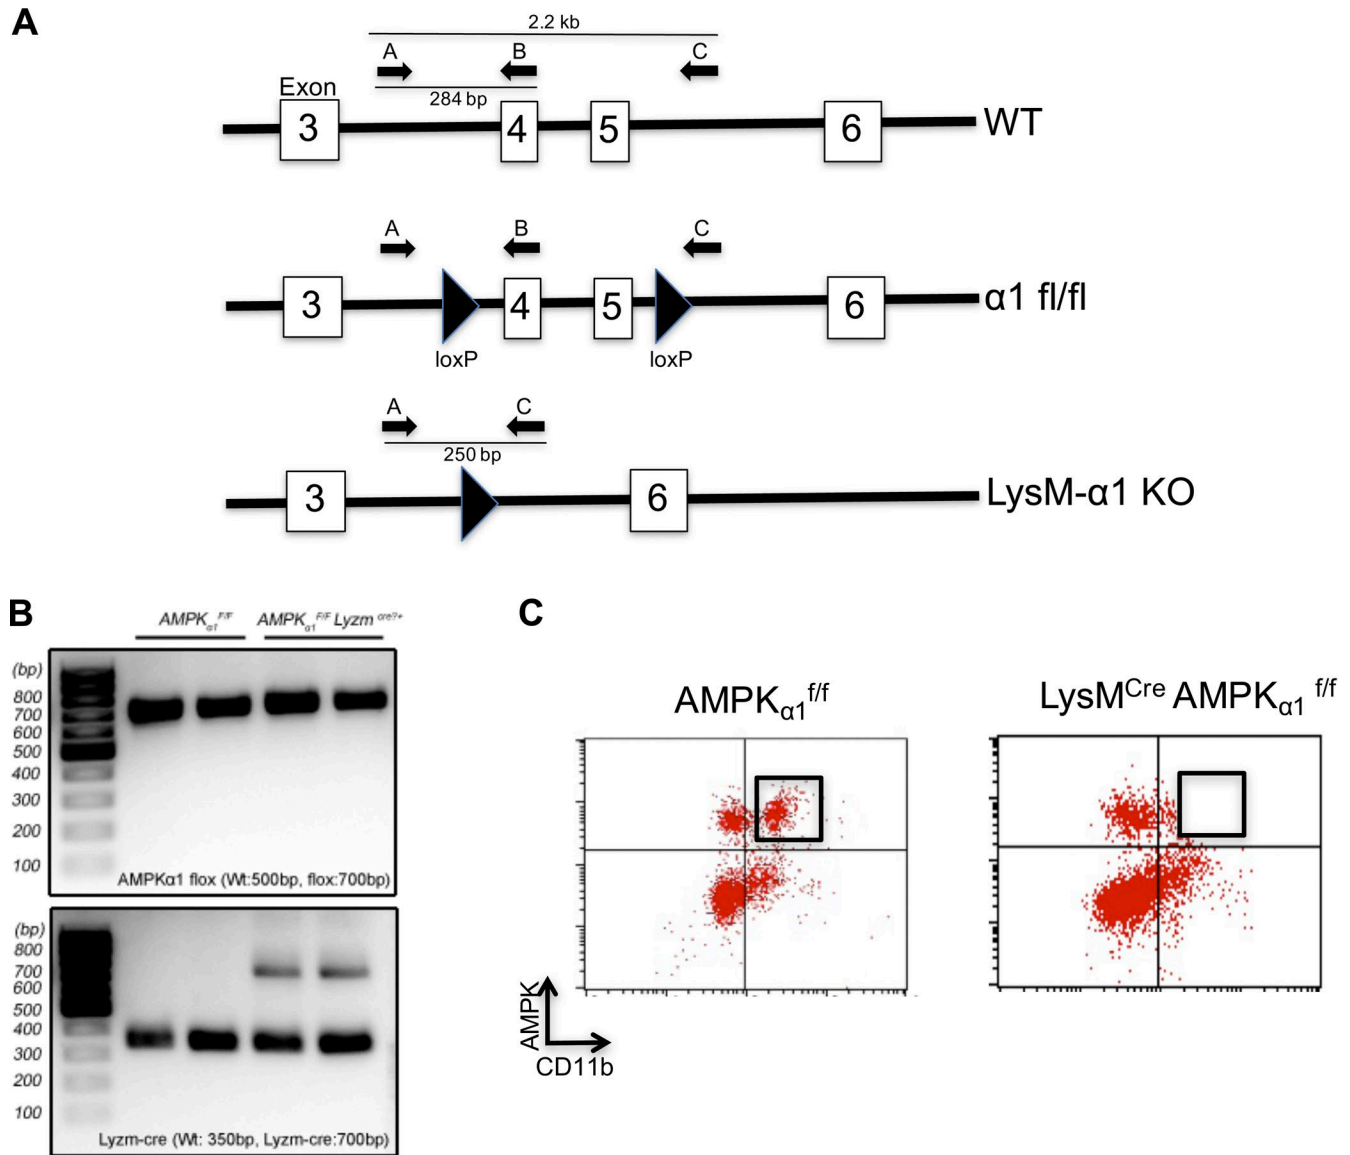 A
2.2 kb
A B C
Exon
284 bp
3 4 5 6 WT
A B C
3 4 5 6 α1 fl/fl
loxP loxP
A C
250 bp
3 6 LysM-α1 KO
B
AMPKα1F/F AMPKα1F/F Lyzm cre?+
(bp)
800
700
600
500
400
300
200
100
AMPKα1 flox (Wt:500bp, flox:700bp)
(bp)
800
700
600
500
400
300
200
100
Lyzm-cre (Wt: 350bp, Lyzm-cre:700bp)
C
AMPKα1f/f
LysMCre AMPKα1 f/f
AMPK
CD11b